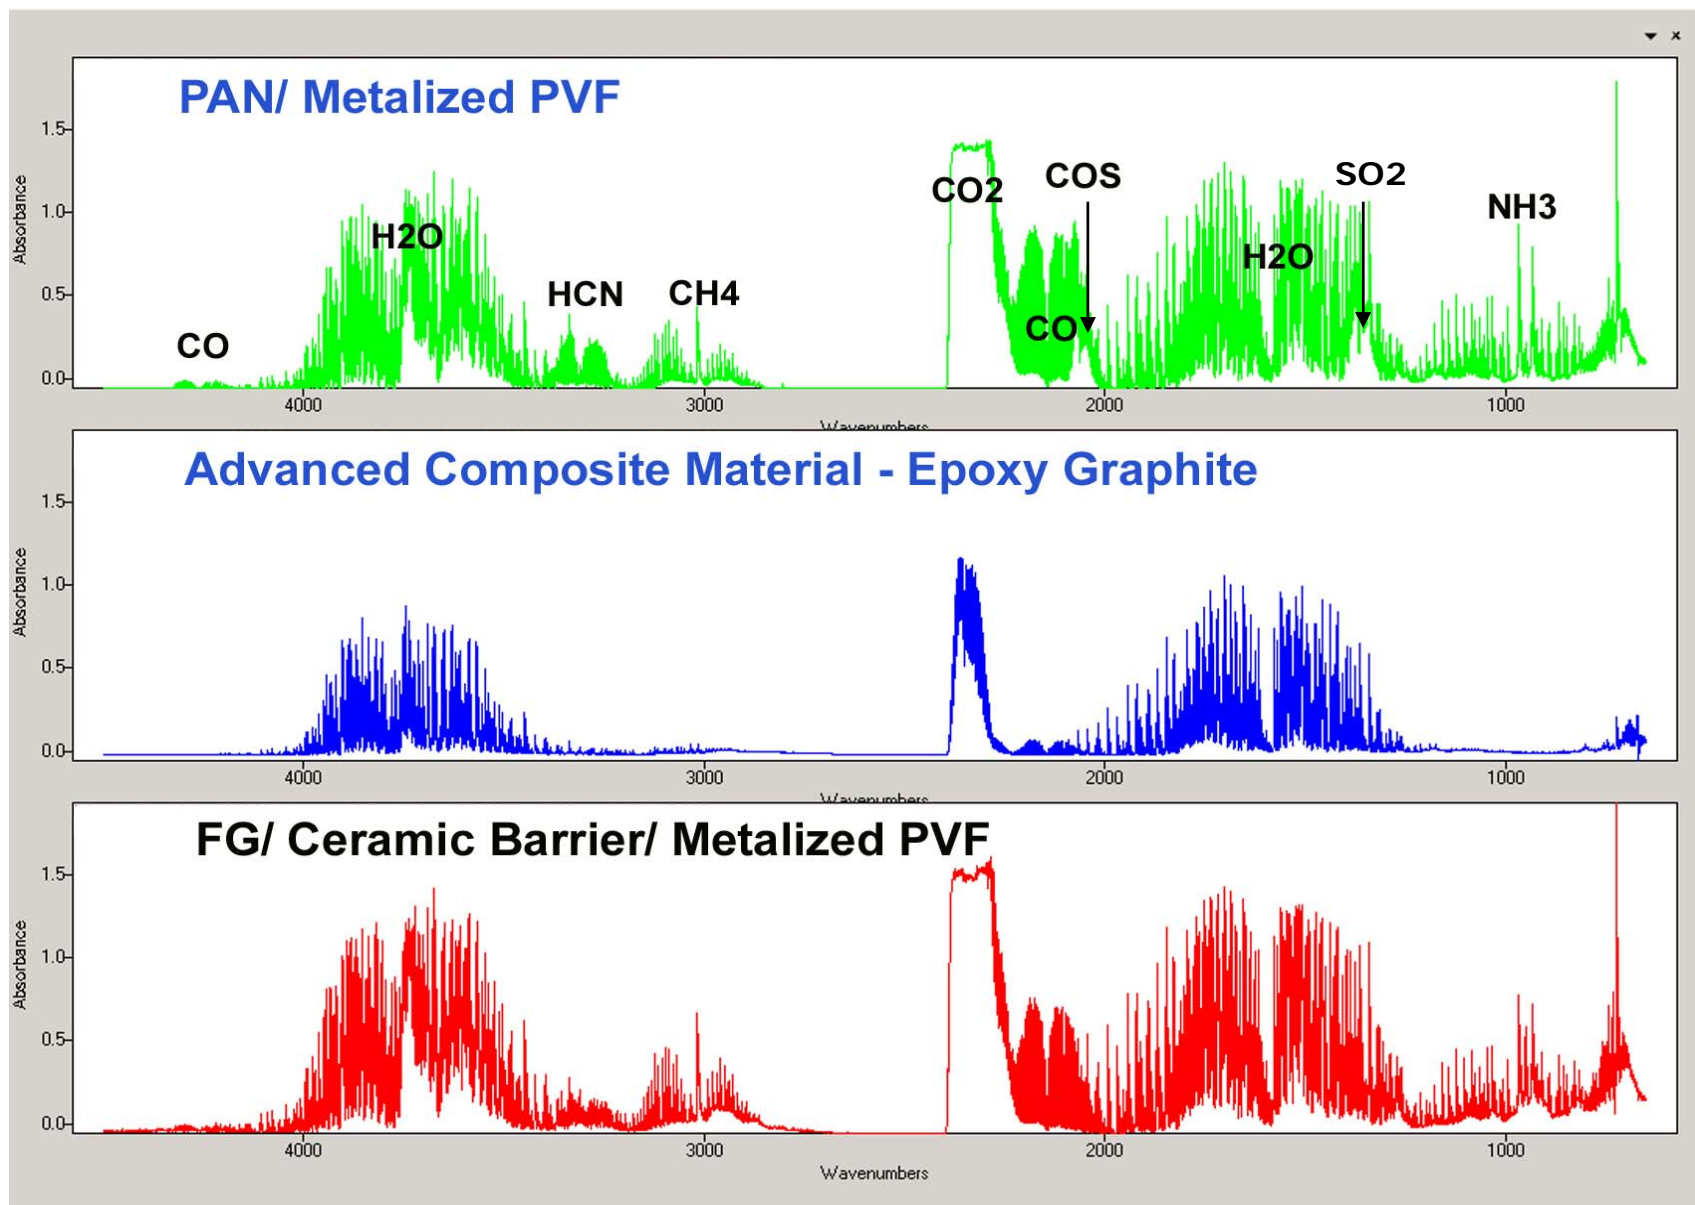 PAN/ Metalized PVF
Absorbance
1.5
1.0
0.5
0.0
CO
H2O
HCN
CH4
CO2
CO
COS
H2O
SO2
NH3
4000 3000 2000 1000
Wavenumbers
Advanced Composite Material - Epoxy Graphite
Absorbance
1.5
1.0
0.5
0.0
4000 3000 2000 1000
Wavenumbers
FG/ Ceramic Barrier/ Metalized PVF
Absorbance
1.5
1.0
0.5
0.0
4000 3000 2000 1000
Wavenumbers